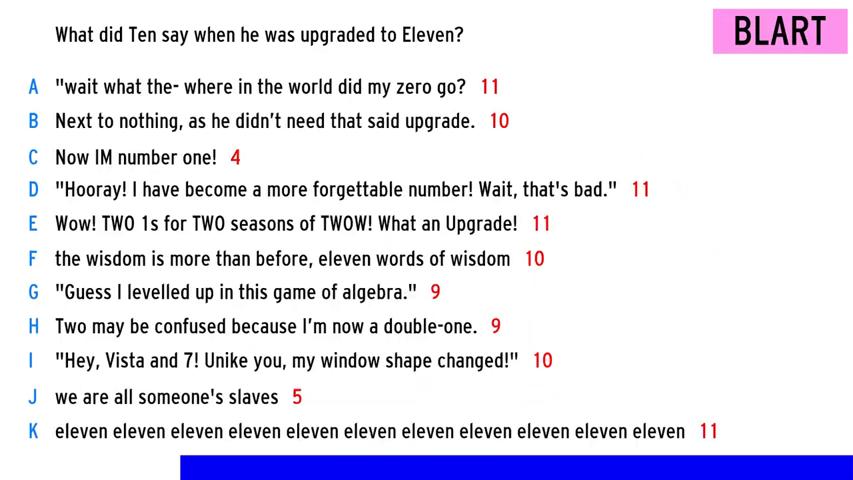 What did Ten say when he was upgraded to Eleven?
BLART
A "wait what the- where in the world did my zero go? 11
B Next to nothing, as he didn't need that said upgrade. 10
C Now IM number one! 4
D "Hooray! I have become a more forgettable number! Wait, that's bad." 11
E Wow! TWO 1s for TWO seasons of TWOW! What an Upgrade! 11
F the wisdom is more than before, eleven words of wisdom 10
G "Guess I levelled up in this game of algebra." 9
H Two may be confused because I'm now a double-one. 9
I "Hey, Vista and 7! Unike you, my window shape changed!" 10
J we are all someone's slaves 5
K eleven eleven eleven eleven eleven eleven eleven eleven eleven eleven eleven 11